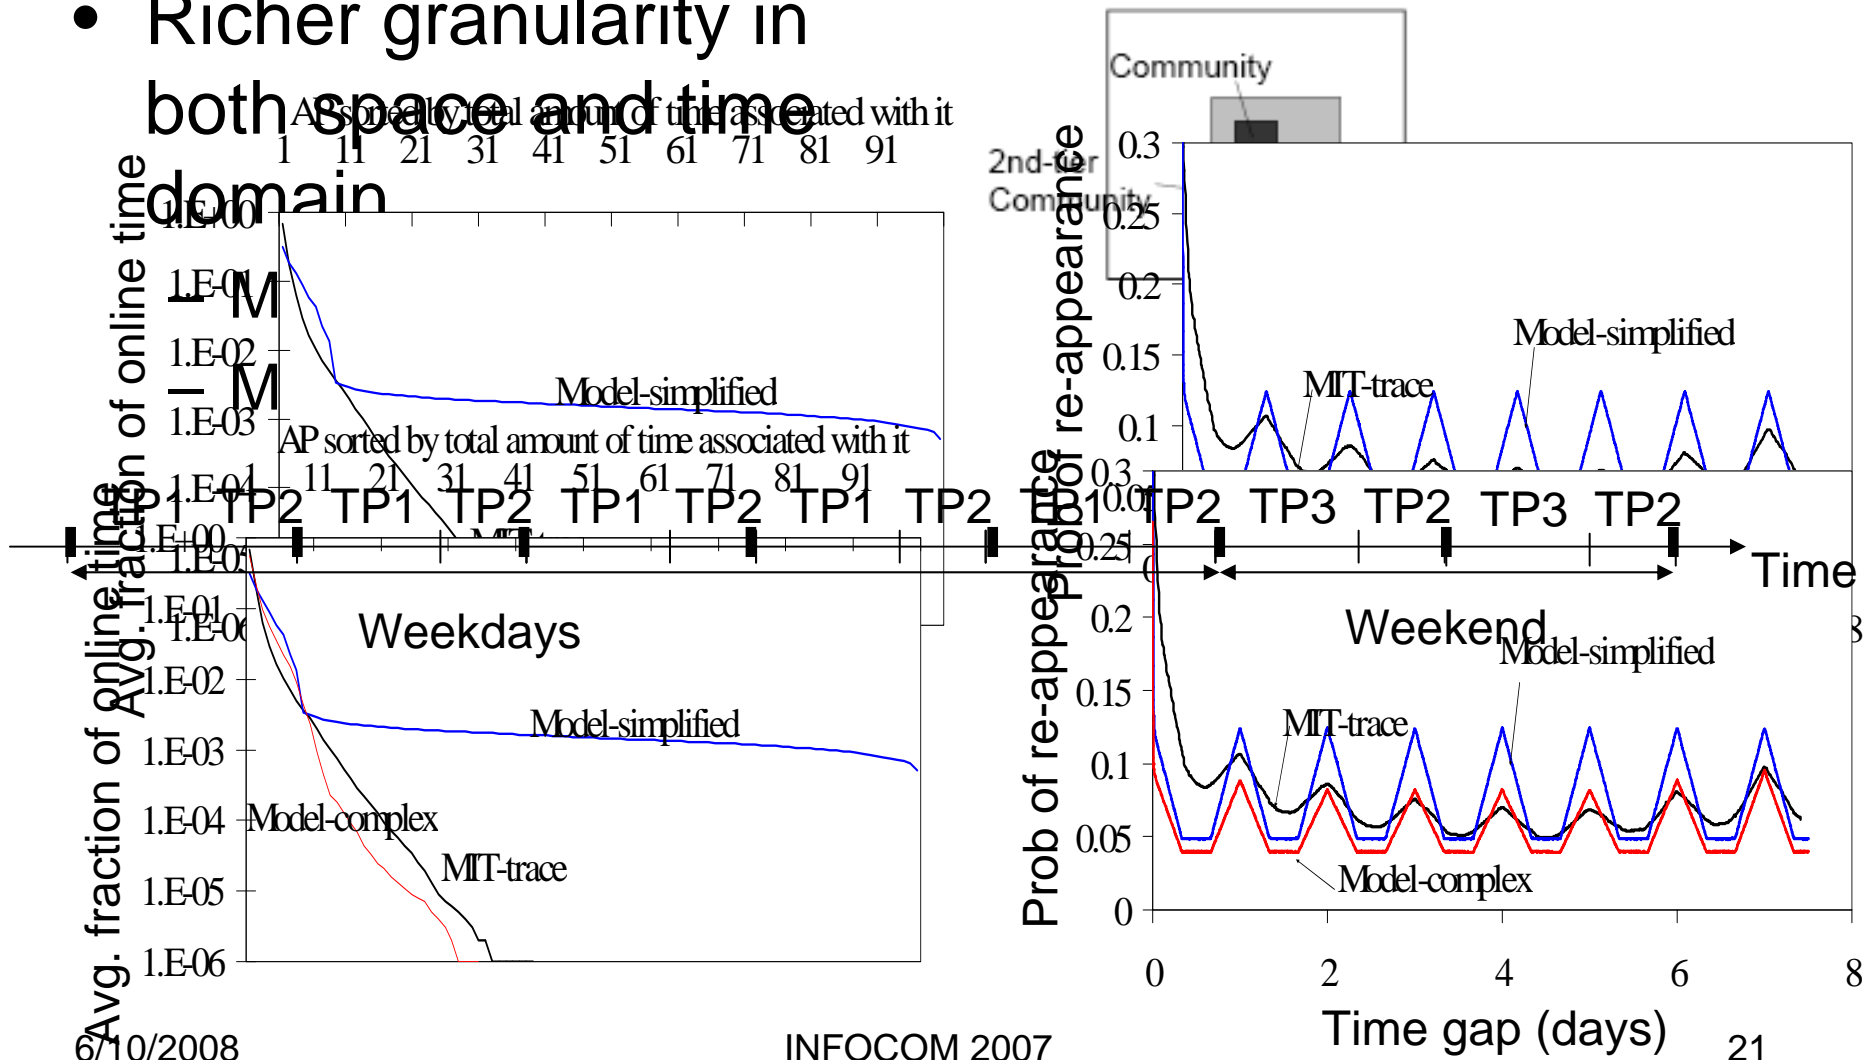 • Richer granularity in
both space and time
domain
– M
– M
Community
2nd-tier
Community
AP sorted by total amount of time associated with it
1 11 21 31 41 51 61 71 81 91
Avg. fraction of online time
1.E+00
1.E-01
1.E-02
1.E-03
1.E-04
1.E-06
Model-simplified
Prob of re-appearance
0.3
0.25
0.2
0.15
0.1
Model-simplified
MIT-trace
8
TP1 TP2 TP1 TP2 TP1 TP2 TP1 TP2 TP1 TP2 TP3 TP2 TP3 TP2
Time
Weekdays
Weekend
AP sorted by total amount of time associated with it
1 11 21 31 41 51 61 71 81 91
Avg. fraction of online time
1.E+00
1.E-01
1.E-02
1.E-03
1.E-04
1.E-05
1.E-06
Model-simplified
Model-complex
MIT-trace
Prob of re-appearance
0.3
0.25
0.2
0.15
0.1
0.05
0
Model-simplified
MIT-trace
Model-complex
0 2 4 6 8
Time gap (days)
6/10/2008
INFOCOM 2007
21